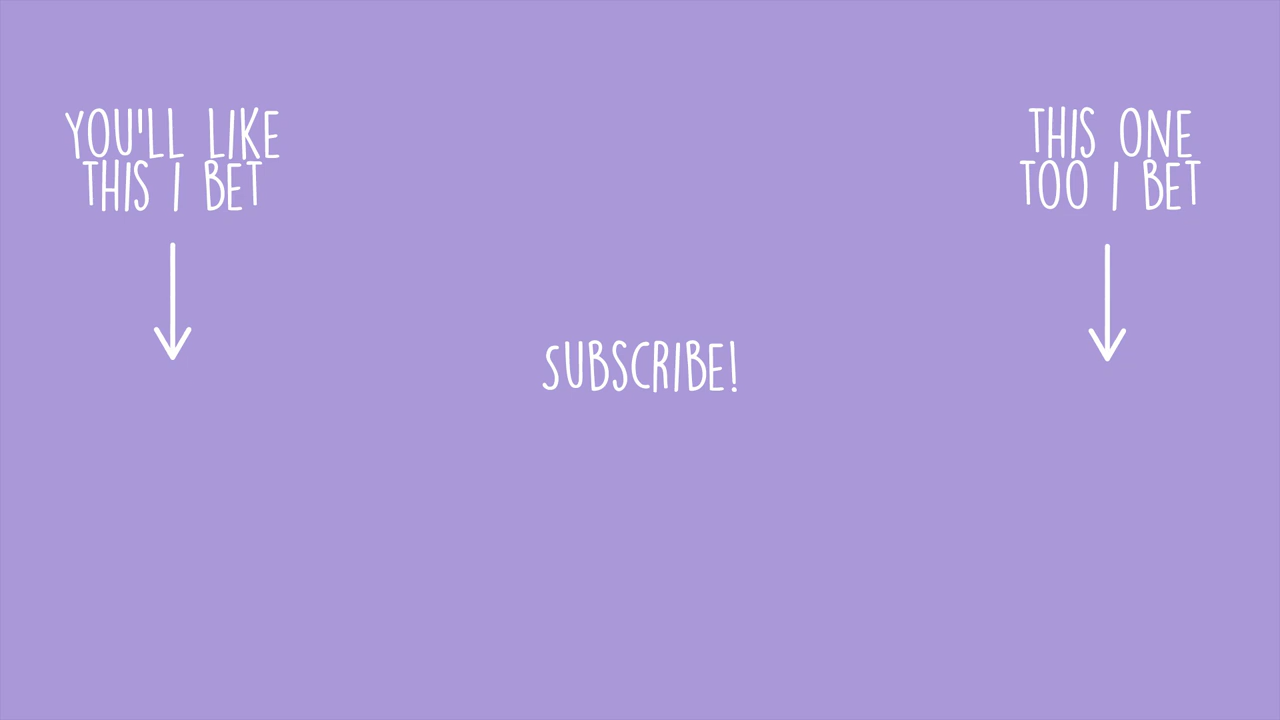 YOU'LL LIKE
THIS I BET
THIS ONE
TOO I BET
SUBSCRIBE!